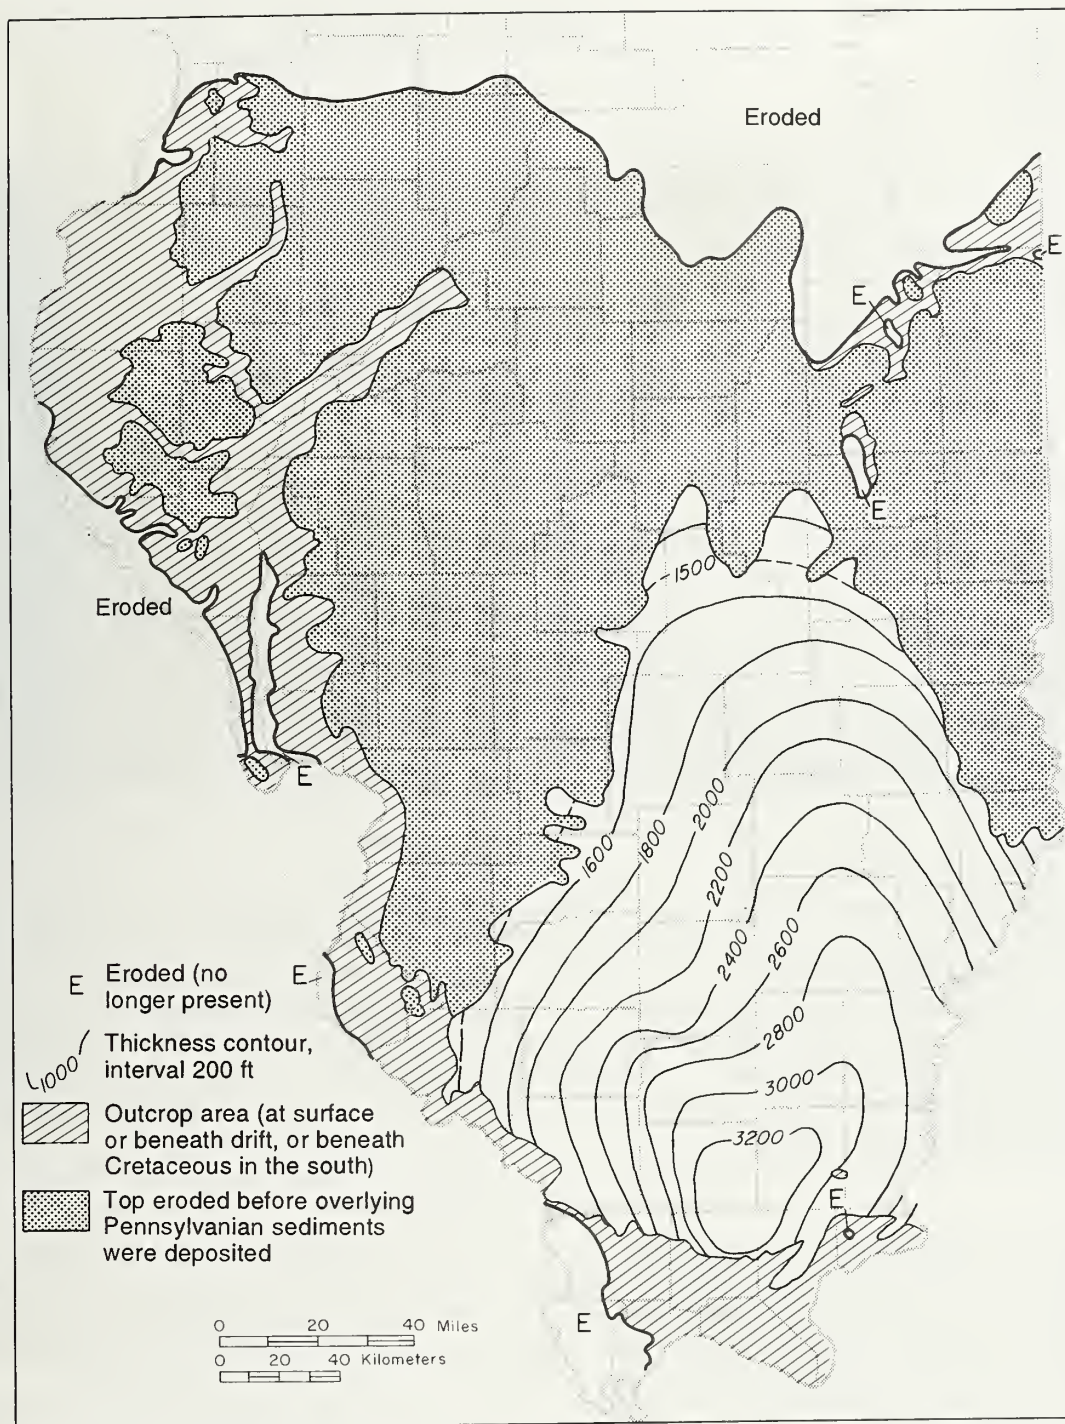 Eroded
E
E
E
1500
Eroded
E
1600
1800
2000
2200
2400
2600
2800
3000
3200
E
E
E
E Eroded (no
longer present)
1000 Thickness contour,
interval 200 ft
Outcrop area (at surface
or beneath drift, or beneath
Cretaceous in the south)
Top eroded before overlying
Pennsylvanian sediments
were deposited
0 20 40 Miles
0 20 40 Kilometers